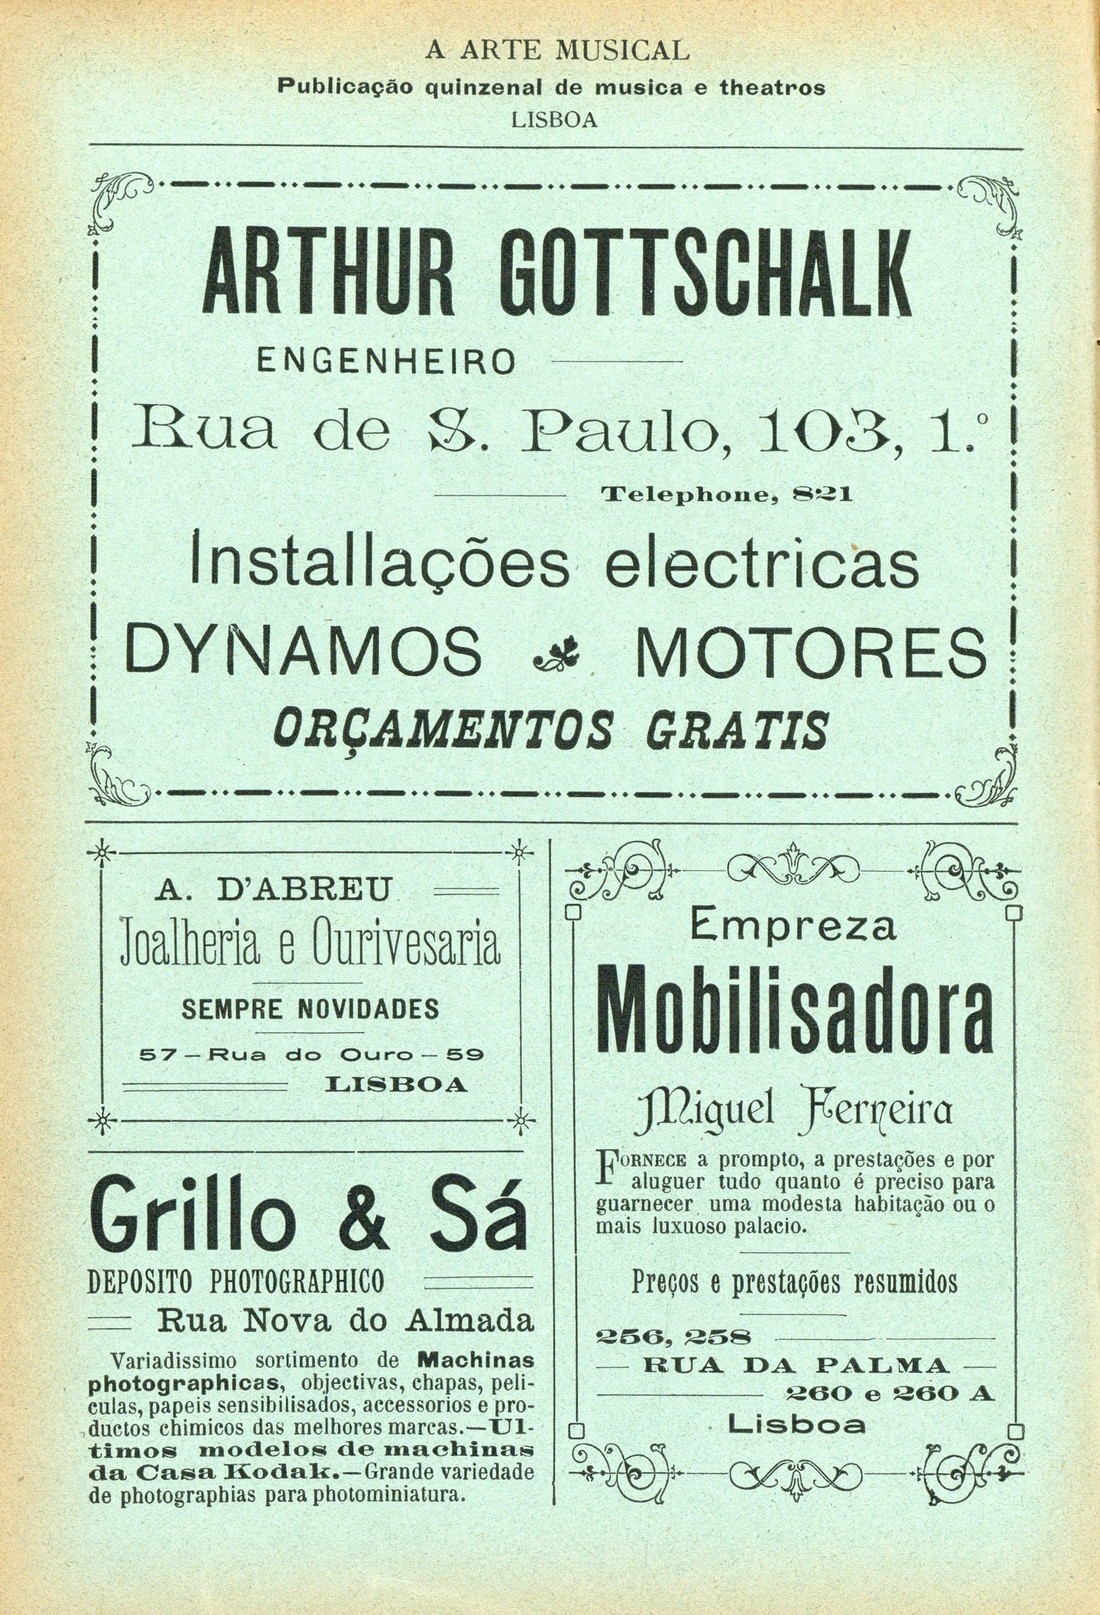 A ARTE MUSICAL
Publicação quinzenal de musica e theatros
LISBOA
ARTHUR GOTTSCHALK
ENGENHEIRO
Rua de S. Paulo, 103, 1.º
Telephone, 821
Installações electricas
DYNAMOS MOTORES
ORÇAMENTOS GRATIS
A. D'ABREU
Joalheria e Ourivesaria
SEMPRE NOVIDADES
57–Rua do Ouro–59
LISBOA
Grillo & Sá
DEPOSITO PHOTOGRAPHICO
Rua Nova do Almada
Variadissimo sortimento de Machinas
photographicas, objectivas, chapas, peli-
culas, papeis sensibilisados, accessorios e pro-
ductos chimicos das melhores marcas.—Ul-
timos modelos de machinas
da Casa Kodak.—Grande variedade
de photographias para photominiatura.
Empreza
Mobilisadora
Miguel Ferreira
FORNECE a prompto, a prestações e por
aluguer tudo quanto é preciso para
guarnecer uma modesta habitação ou o
mais luxuoso palacio.
Preços e prestações resumidos
256, 258
— RUA DA PALMA —
260 e 260 A
Lisboa